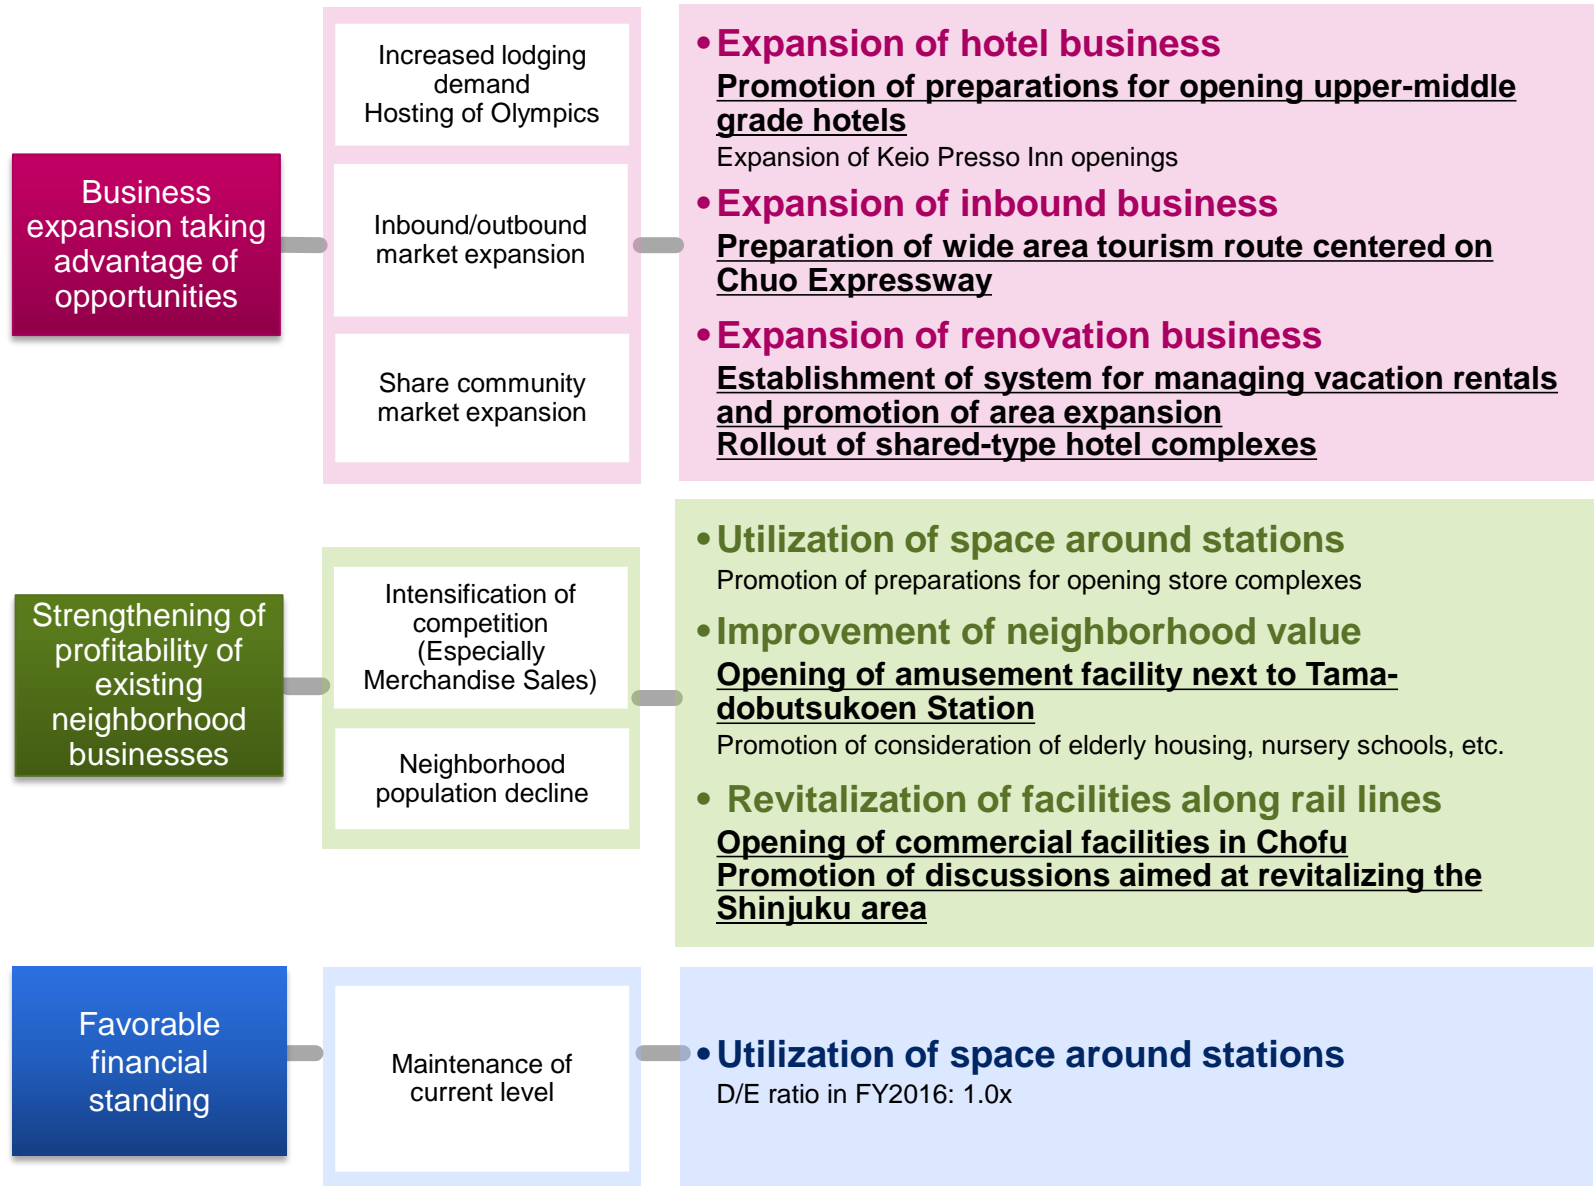 Business
expansion taking
advantage of
opportunities
Increased lodging
demand
Hosting of Olympics
Inbound/outbound
market expansion
Share community
market expansion
•Expansion of hotel business
Promotion of preparations for opening upper-middle
grade hotels
Expansion of Keio Presso Inn openings
•Expansion of inbound business
Preparation of wide area tourism route centered on
Chuo Expressway
•Expansion of renovation business
Establishment of system for managing vacation rentals
and promotion of area expansion
Rollout of shared-type hotel complexes
Strengthening of
profitability of
existing
neighborhood
businesses
Intensification of
competition
(Especially
Merchandise Sales)
Neighborhood
population decline
•Utilization of space around stations
Promotion of preparations for opening store complexes
•Improvement of neighborhood value
Opening of amusement facility next to Tama-
dobutsukoen Station
Promotion of consideration of elderly housing, nursery schools, etc.
• Revitalization of facilities along rail lines
Opening of commercial facilities in Chofu
Promotion of discussions aimed at revitalizing the
Shinjuku area
Favorable
financial
standing
Maintenance of
current level
•Utilization of space around stations
D/E ratio in FY2016: 1.0x